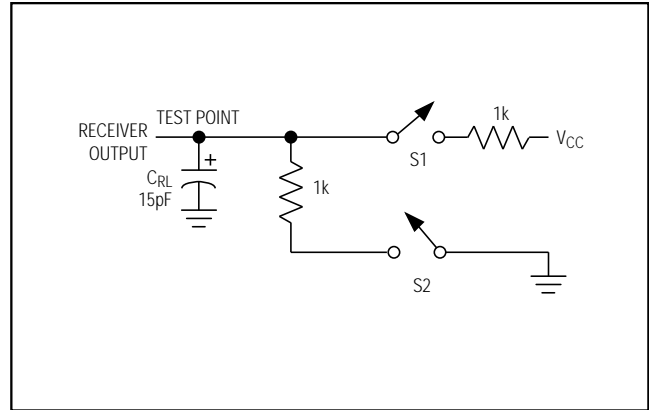 TEST POINT
RECEIVER
OUTPUT
CRL
15pF
+
1k
S1
1k
VCC
S2